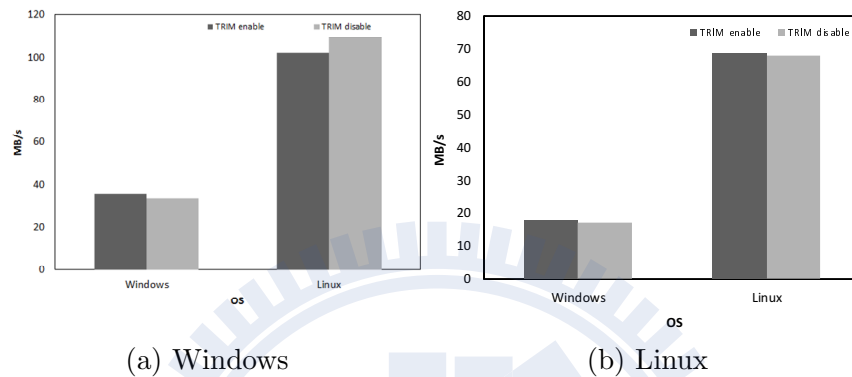 TRIM enable TRIM disable
120
100
80
60
40
20
0
MB/s
Windows Linux
OS
(a) Windows
TRIM enable TRIM disable
80
70
60
50
40
30
20
10
0
MB/s
Windows Linux
OS
(b) Linux